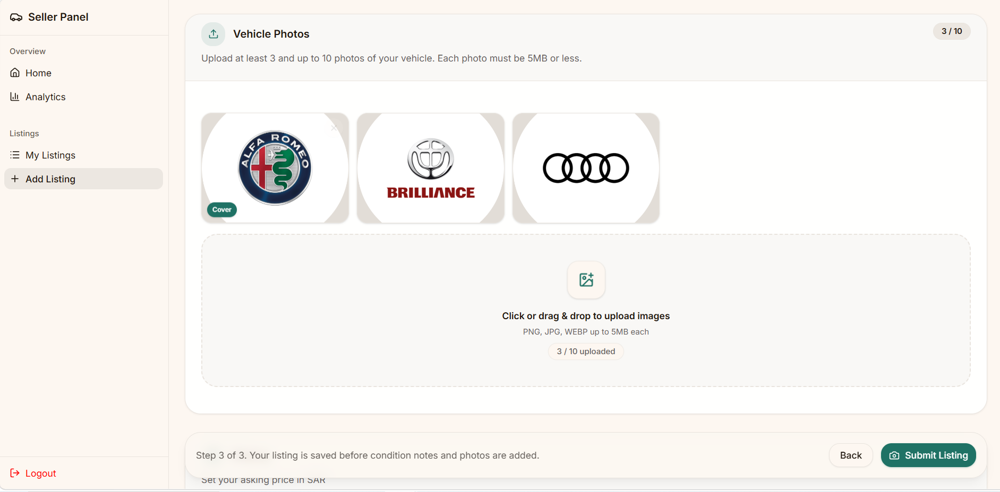 Seller Panel
Overview
Home
Analytics
Listings
My Listings
Add Listing
Logout
Vehicle Photos
3 / 10
Upload at least 3 and up to 10 photos of your vehicle. Each photo must be 5MB or less.
ALFA ROMEO
Cover
BRILLIANCE
Click or drag & drop to upload images
PNG, JPG, WEBP up to 5MB each
3 / 10 uploaded
Step 3 of 3. Your listing is saved before condition notes and photos are added.
Back
Submit Listing
Set your asking price in SAR